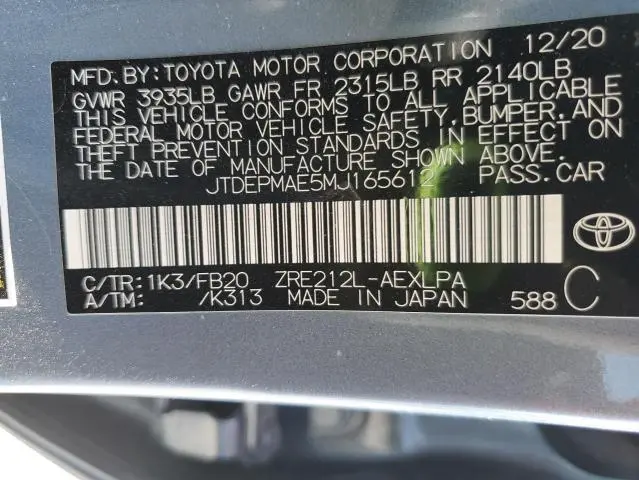 MFD. BY: TOYOTA MOTOR CORPORATION 12/20
GVWR 3935LB GAWR FR 2315LB RR 2140LB
THIS VEHICLE CONFORMS TO ALL APPLICABLE
FEDERAL MOTOR VEHICLE SAFETY, BUMPER, AND
THEFT PREVENTION STANDARDS IN EFFECT ON
THE DATE OF MANUFACTURE SHOWN ABOVE.
JTDEPMAE5MJ165612 PASS.CAR
C/TR: 1K3/FB20 ZRE212L-AEXLPA
A/TM: /K313 MADE IN JAPAN 588 C